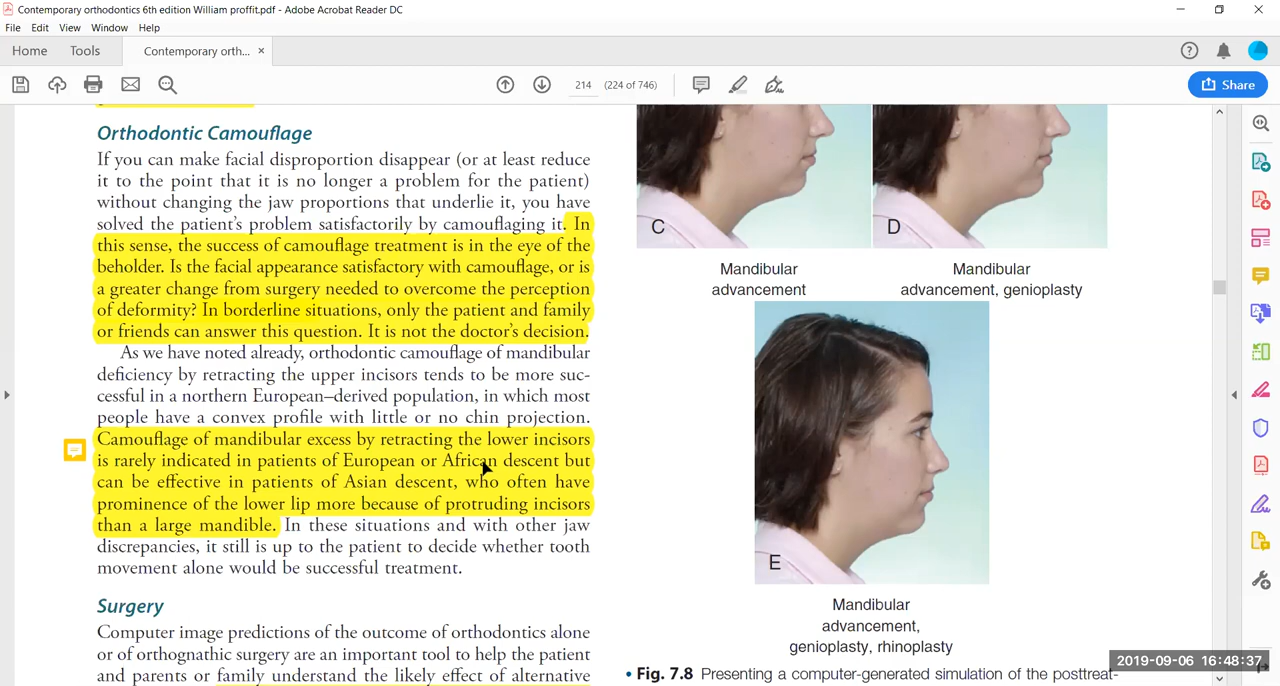 Contemporary orthodontics 6th edition William proffit.pdf - Adobe Acrobat Reader DC
File Edit View Window Help
Home Tools Contemporary orth... ×
214 (224 of 746)
Share
Orthodontic Camouflage
If you can make facial disproportion disappear (or at least reduce
it to the point that it is no longer a problem for the patient)
without changing the jaw proportions that underlie it, you have
solved the patient's problem satisfactorily by camouflaging it. In
this sense, the success of camouflage treatment is in the eye of the
beholder. Is the facial appearance satisfactory with camouflage, or is
a greater change from surgery needed to overcome the perception
of deformity? In borderline situations, only the patient and family
or friends can answer this question. It is not the doctor's decision.
As we have noted already, orthodontic camouflage of mandibular
deficiency by retracting the upper incisors tends to be more suc-
cessful in a northern European–derived population, in which most
people have a convex profile with little or no chin projection.
Camouflage of mandibular excess by retracting the lower incisors
is rarely indicated in patients of European or African descent but
can be effective in patients of Asian descent, who often have
prominence of the lower lip more because of protruding incisors
than a large mandible. In these situations and with other jaw
discrepancies, it still is up to the patient to decide whether tooth
movement alone would be successful treatment.
Surgery
Computer image predictions of the outcome of orthodontics alone
or of orthognathic surgery are an important tool to help the patient
and parents or family understand the likely effect of alternative
C
D
Mandibular
advancement
Mandibular
advancement, genioplasty
E
Mandibular
advancement,
genioplasty, rhinoplasty
• Fig. 7.8 Presenting a computer-generated simulation of the posttreat-
2019-09-06 16:48:37